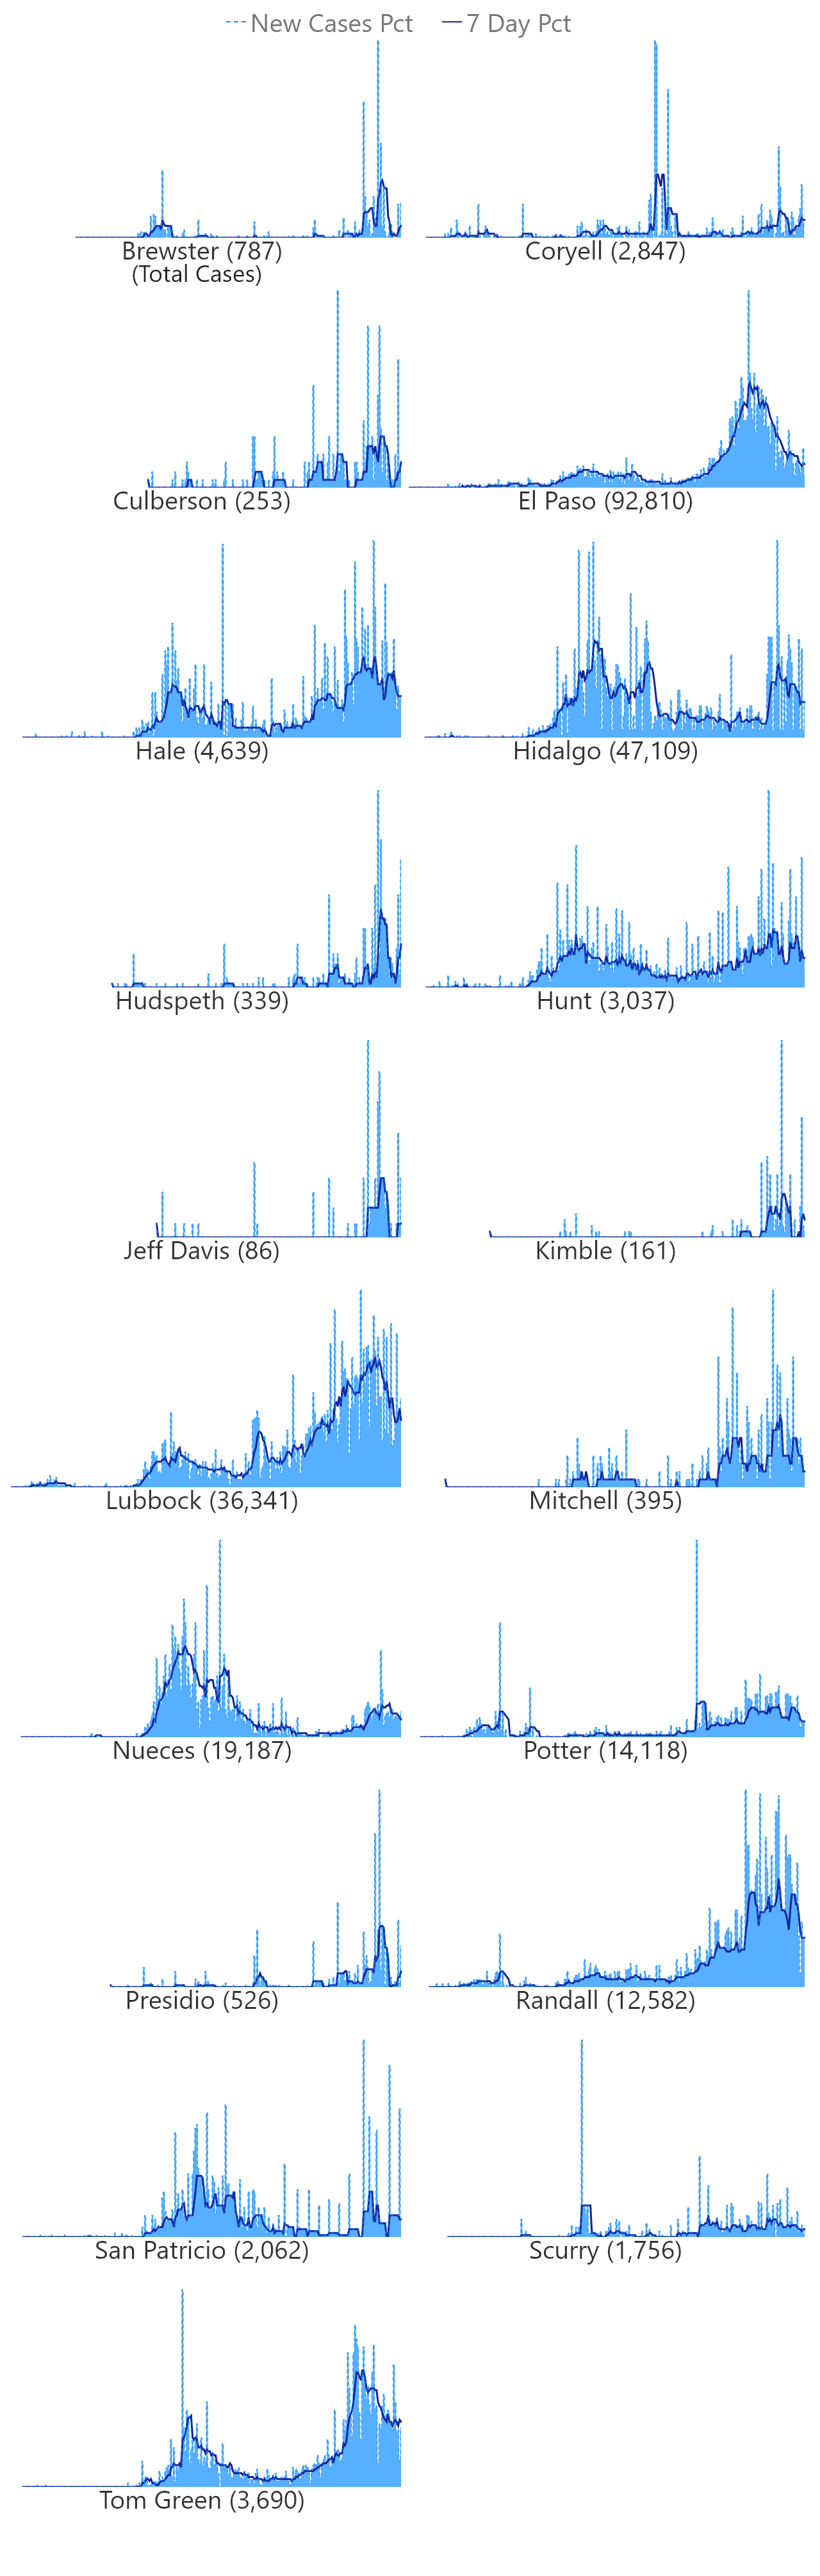 New Cases Pct 7 Day Pct
Brewster (787) Coryell (2,847)
(Total Cases)
Culberson (253) El Paso (92,810)
Hale (4,639) Hidalgo (47,109)
Hudspeth (339) Hunt (3,037)
Jeff Davis (86) Kimble (161)
Lubbock (36,341) Mitchell (395)
Nueces (19,187) Potter (14,118)
Presidio (526) Randall (12,582)
San Patricio (2,062) Scurry (1,756)
Tom Green (3,690)